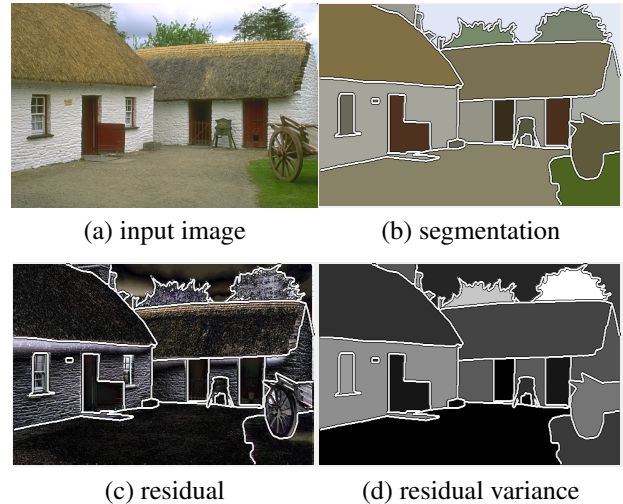 (a) input image
(b) segmentation
(c) residual
(d) residual variance